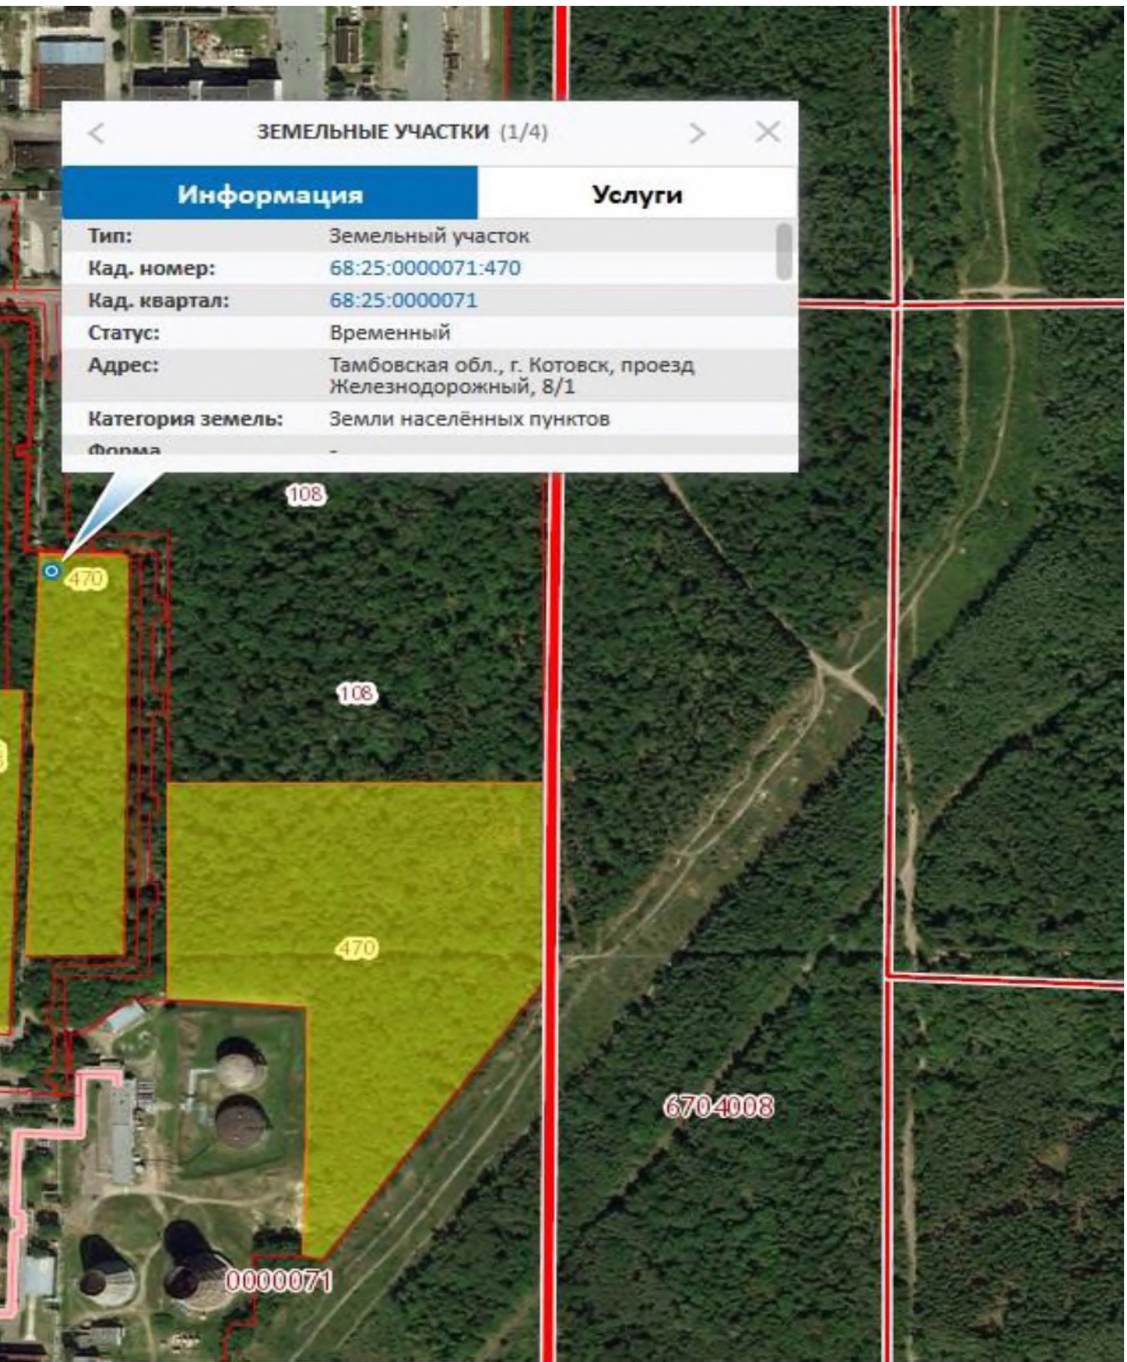 ЗЕМЕЛЬНЫЕ УЧАСТКИ (1/4)
Информация Услуги
Тип: Земельный участок
Кад. номер: 68:25:0000071:470
Кад. квартал: 68:25:0000071
Статус: Временный
Адрес: Тамбовская обл., г. Котовск, проезд
Железнодорожный, 8/1
Категория земель: Земли населённых пунктов
Форма -
108
470
108
470
6704008
0000071